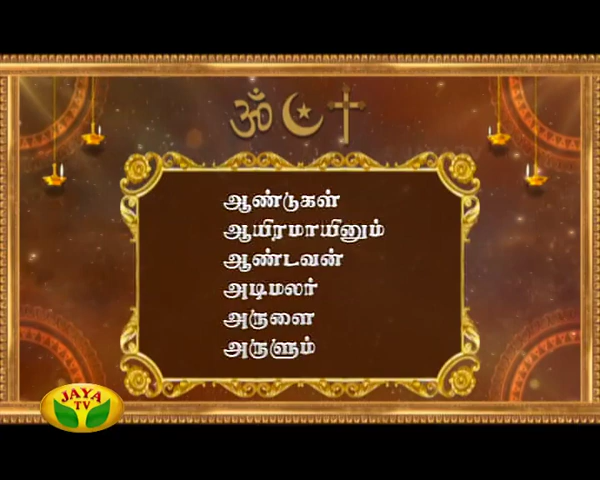 ஆண்டுகள்
ஆயிரமாயினும்
ஆண்டவன்
அடிமலர்
அருளை
அருளும்
JAYA
TV